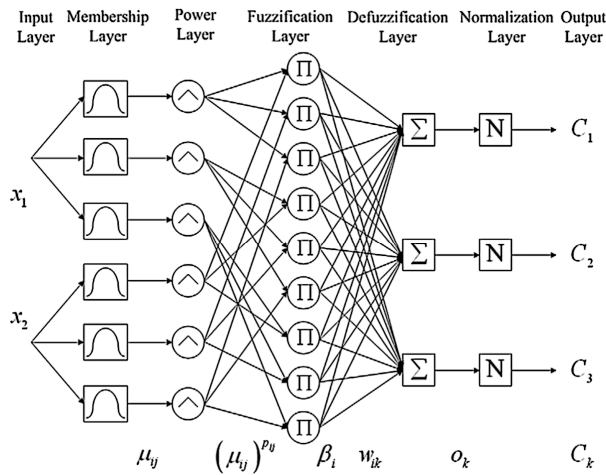 Input Layer
Membership Layer
Power Layer
Fuzzification Layer
Defuzzification Layer
Normalization Layer
Output Layer
x₁
x₂
∧
∧
∧
∧
∧
∧
Π
Π
Π
Π
Π
Π
Π
Π
Π
Σ
Σ
Σ
N
N
N
C₁
C₂
C₃
μᵢⱼ
(μᵢⱼ)^pᵢⱼ
βᵢ
wᵢₖ
oₖ
Cₖ